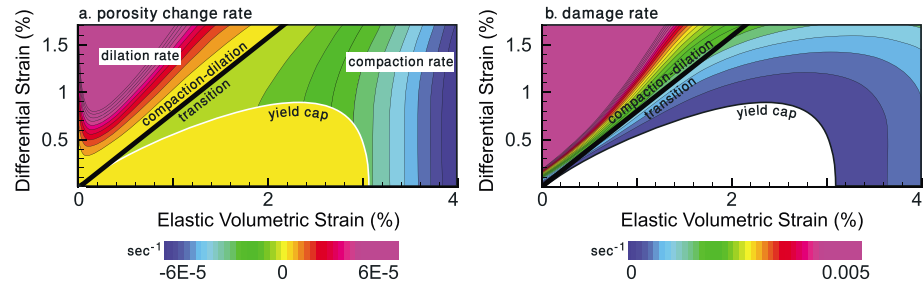 a. porosity change rate
Differential Strain (%)
1.5
1
0.5
dilation rate
compaction-dilation
transition
compaction rate
yield cap
0
2
4
Elastic Volumetric Strain (%)
sec-1
-6E-5
0
6E-5
b. damage rate
Differential Strain (%)
1.5
1
0.5
compaction-dilation
transition
yield cap
0
2
4
Elastic Volumetric Strain (%)
sec-1
0
0.005